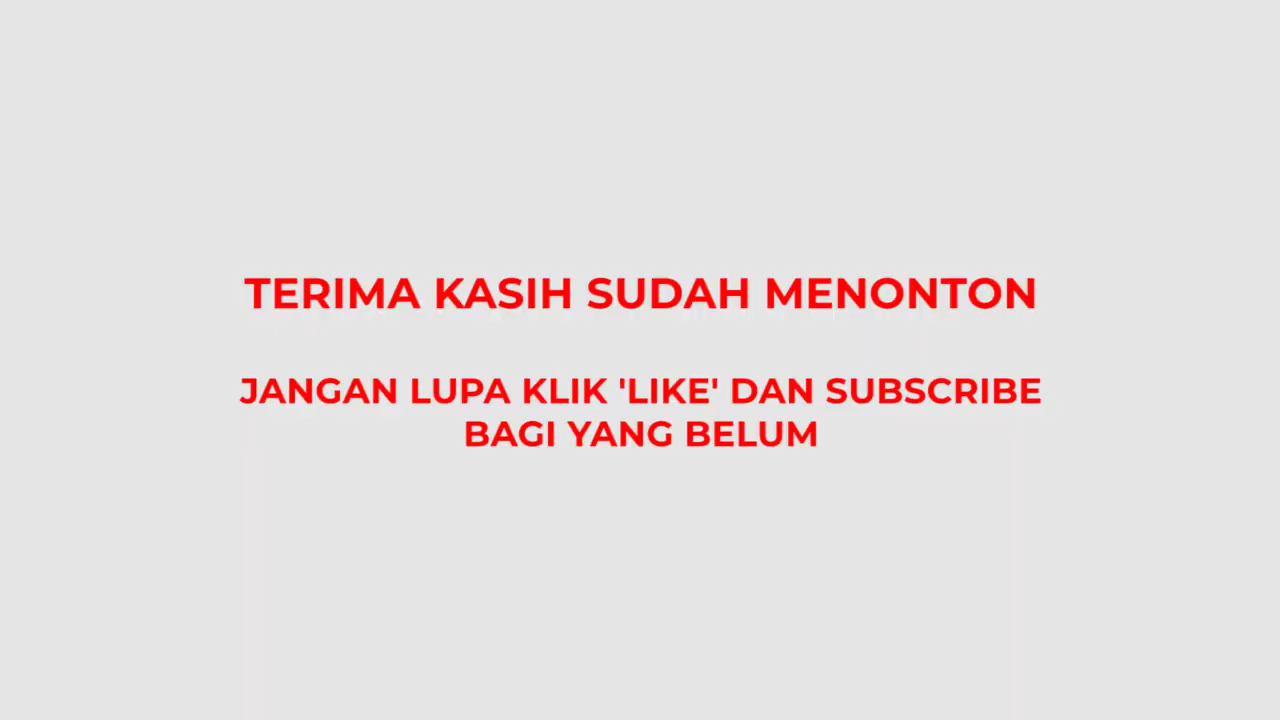 TERIMA KASIH SUDAH MENONTON
JANGAN LUPA KLIK 'LIKE' DAN SUBSCRIBE
BAGI YANG BELUM